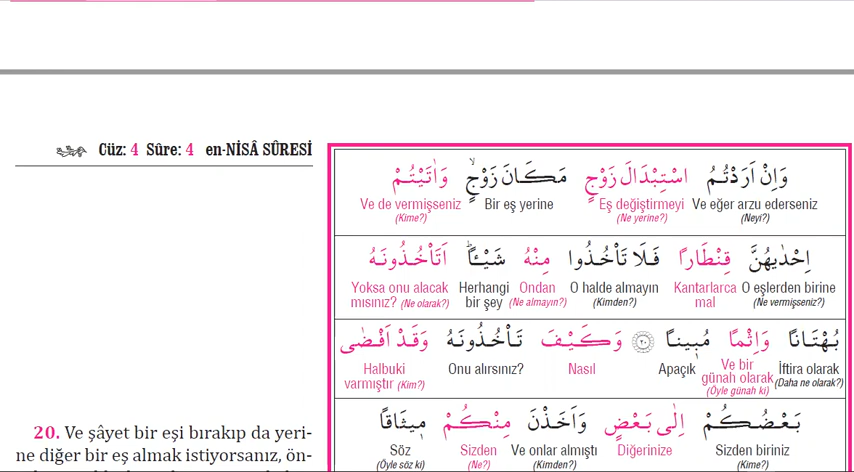 Cüz: 4 Sûre: 4 en-NİSÂ SÛRESİ
وَاِنْ اَرَدْتُمُ اسْتِبْدَالَ زَوْجٍ مَكَانَ زَوْجٍۙ وَاٰتَيْتُمْ
Ve eğer arzu ederseniz Eş değiştirmeyi Bir eş yerine Ve de vermişseniz
(Neyi?) (Ne yerine?) (Kime?)
اِحْدٰيهُنَّ قِنْطَارًا فَلَا تَأْخُذُوا مِنْهُ شَيْـًٔاۜ اَتَأْخُذُونَهُ
O eşlerden birine Kantarlarca mal O halde almayın Ondan Herhangi bir şey Yoksa onu alacak mısınız?
(Ne vermişseniz?) (Kimden?) (Ne almayın?) (Ne olarak?)
بُهْتَانًا وَاِثْمًا مُب۪ينًا ﴿٢٠﴾ وَكَيْفَ تَأْخُذُونَهُ وَقَدْ اَفْضٰى
İftira olarak Ve bir günah olarak Apaçık Nasıl Onu alırsınız? Halbuki varmıştır
(Daha ne olarak?) (Öyle günah ki) (Kim?)
بَعْضُكُمْ اِلٰى بَعْضٍ وَاَخَذْنَ مِنْكُمْ م۪يثَاقًا
Sizden biriniz Diğerinize Ve onlar almıştı Sizden Söz
(Kime?) (Kimden?) (Ne?) (Öyle söz ki)
20. Ve şâyet bir eşi bırakıp da yeri-
ne diğer bir eş almak istiyorsanız, ön-